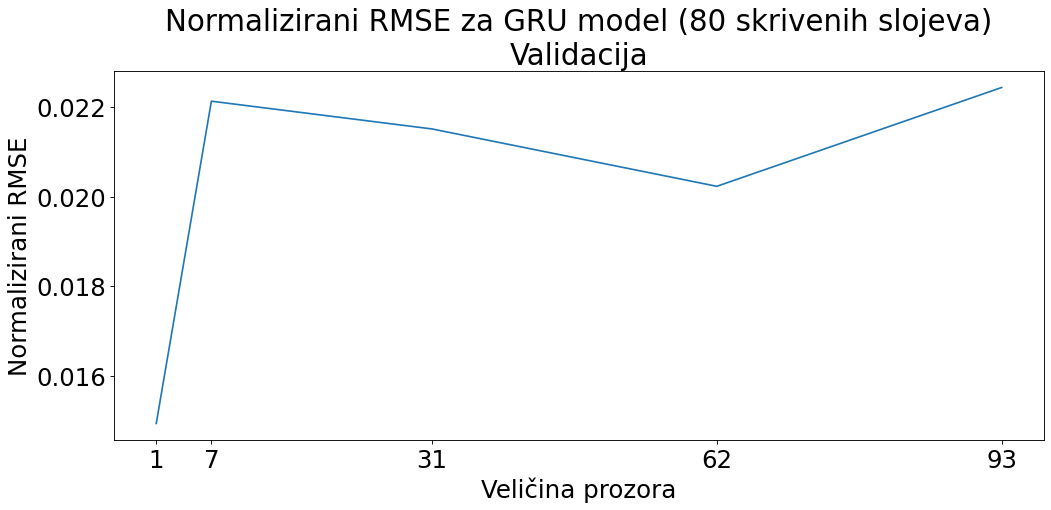 Normalizirani RMSE za GRU model (80 skrivenih slojeva)
Validacija
Normalizirani RMSE
0.022
0.020
0.018
0.016
1 7 31 62 93
Veličina prozora